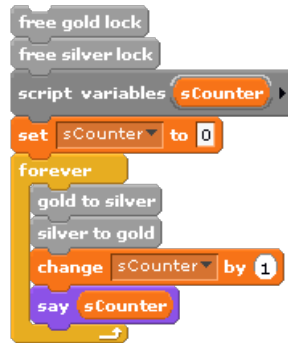 free gold lock
free silver lock
script variables sCounter
set sCounter to 0
forever
gold to silver
silver to gold
change sCounter by 1
say sCounter